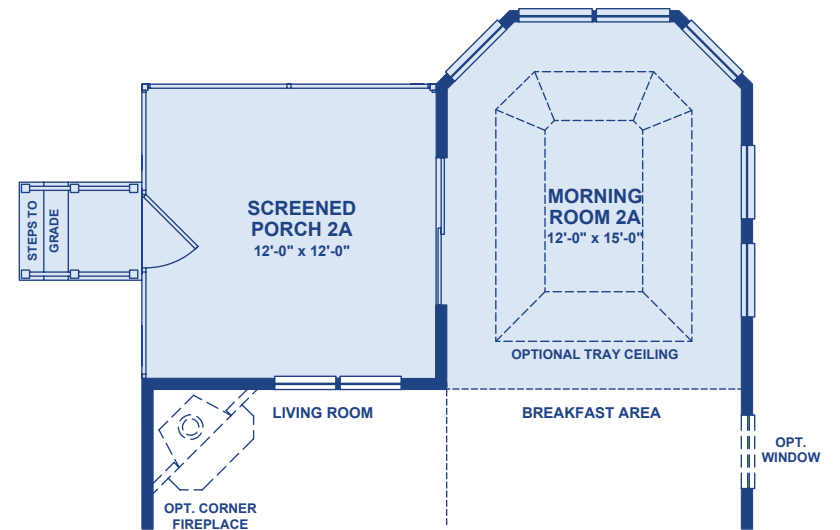 STEPS TO
GRADE
SCREENED
PORCH 2A
12'-0" x 12'-0"
MORNING
ROOM 2A
12'-0" x 15'-0"
OPTIONAL TRAY CEILING
LIVING ROOM
BREAKFAST AREA
OPT.
WINDOW
OPT. CORNER
FIREPLACE